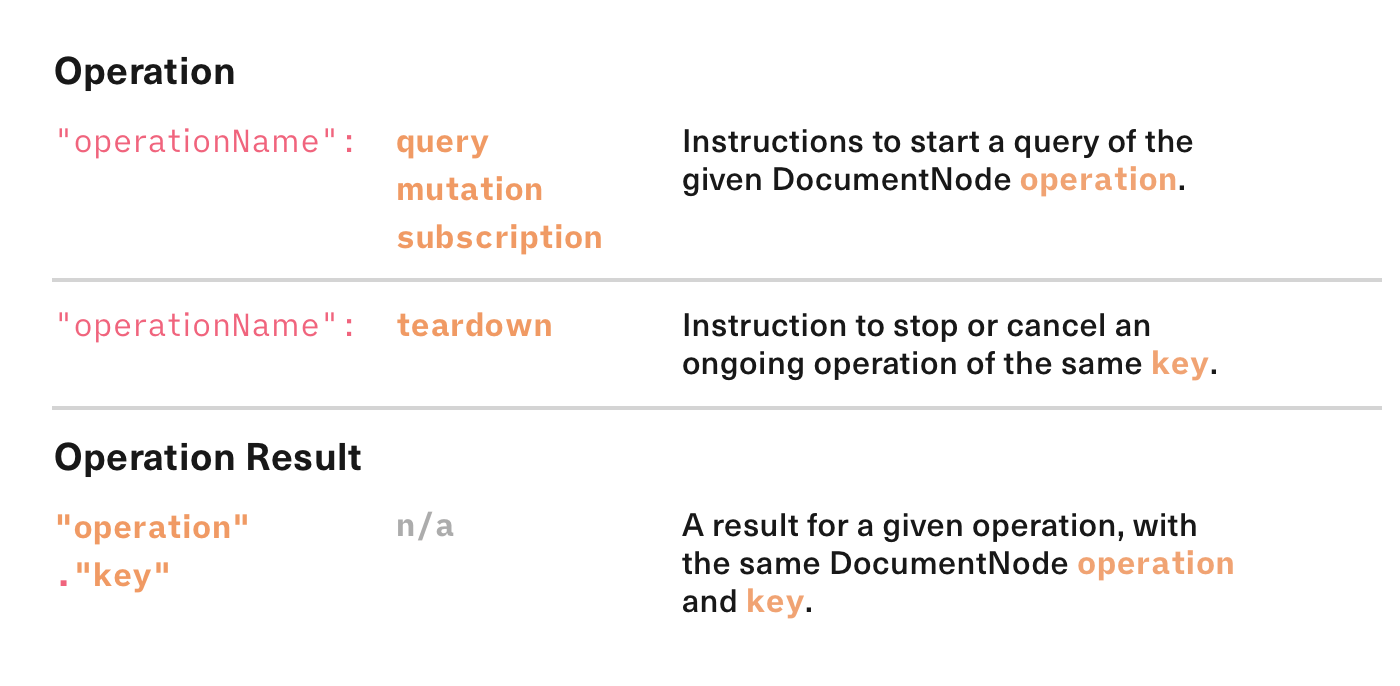 Operation
"operationName": query Instructions to start a query of the
mutation given DocumentNode operation.
subscription
"operationName": teardown Instruction to stop or cancel an
ongoing operation of the same key.
Operation Result
"operation" n/a A result for a given operation, with
."key" the same DocumentNode operation
and key.